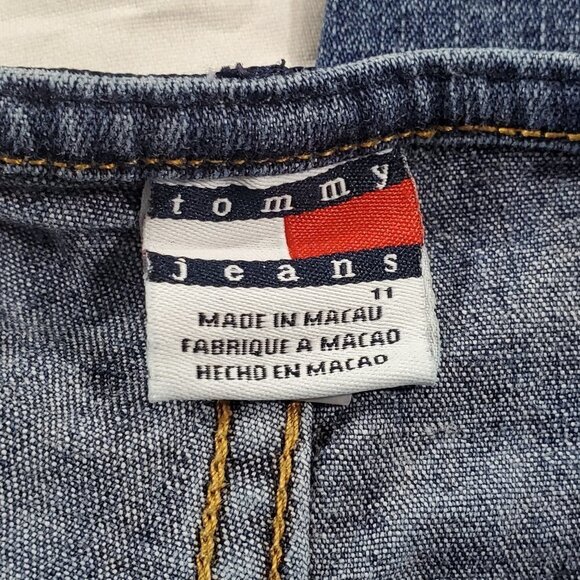 tommy
jeans
11
MADE IN MACAU
FABRIQUE A MACAO
HECHO EN MACAO